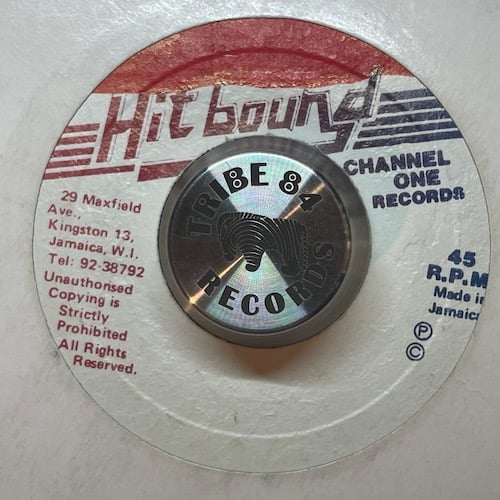 Hit bound
CHANNEL
ONE
RECORDS
29 Maxfield
Ave.,
Kingston 13,
Jamaica, W.I.
Tel: 92-38792
Unauthorised
Copying is
Strictly
Prohibited
All Rights
Reserved.
TRIBE 84
RECORDS
45
R.P.M
Made in
Jamaica
Ⓟ
©